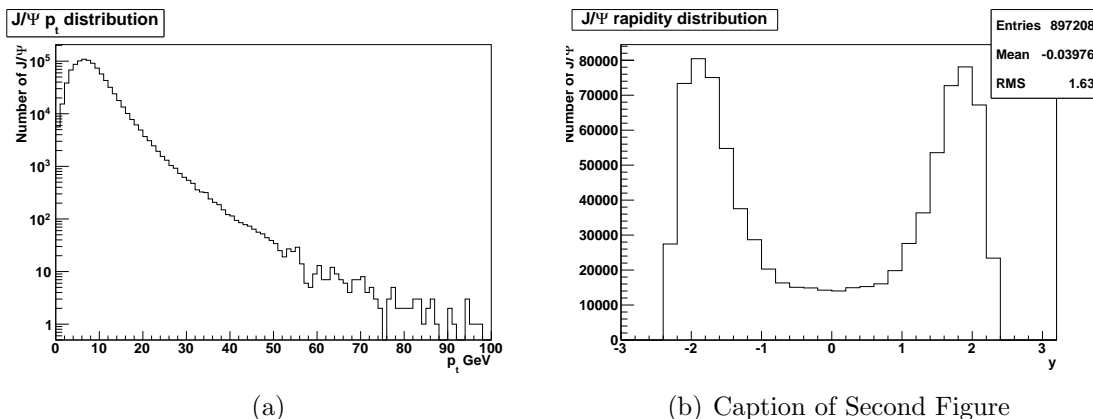 J/Ψ p_t distribution
Number of J/Ψ
10^5
10^4
10^3
10^2
10
1
0 10 20 30 40 50 60 70 80 90 100
p_t GeV
(a)
J/Ψ rapidity distribution
Entries 897208
Mean -0.03976
RMS 1.63
Number of J/Ψ
80000
70000
60000
50000
40000
30000
20000
10000
0
-3 -2 -1 0 1 2 3
y
(b) Caption of Second Figure